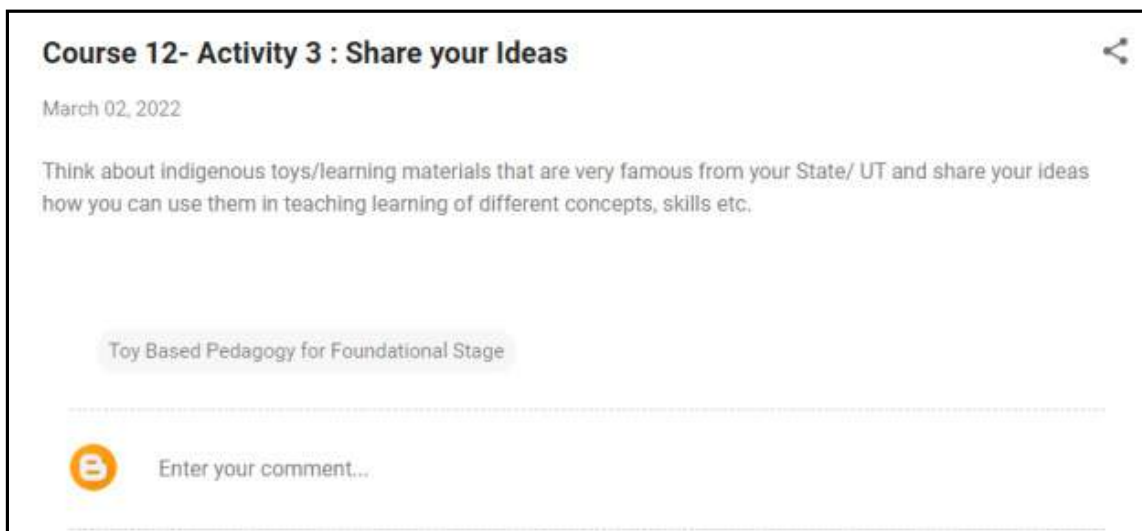 Course 12- Activity 3 : Share your Ideas
March 02, 2022
Think about indigenous toys/learning materials that are very famous from your State/ UT and share your ideas
how you can use them in teaching learning of different concepts, skills etc.
Toy Based Pedagogy for Foundational Stage
Enter your comment...